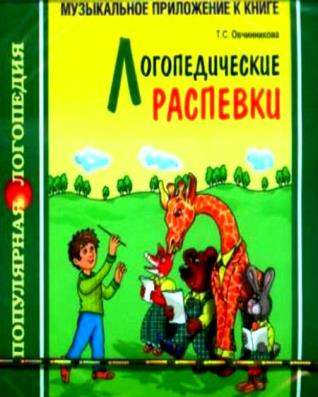 МУЗЫКАЛЬНОЕ ПРИЛОЖЕНИЕ К КНИГЕ
Т.С. Овчинникова
ЛОГОПЕДИЧЕСКИЕ
РАСПЕВКИ
ПОПУЛЯРНАЯ ЛОГОПЕДИЯ